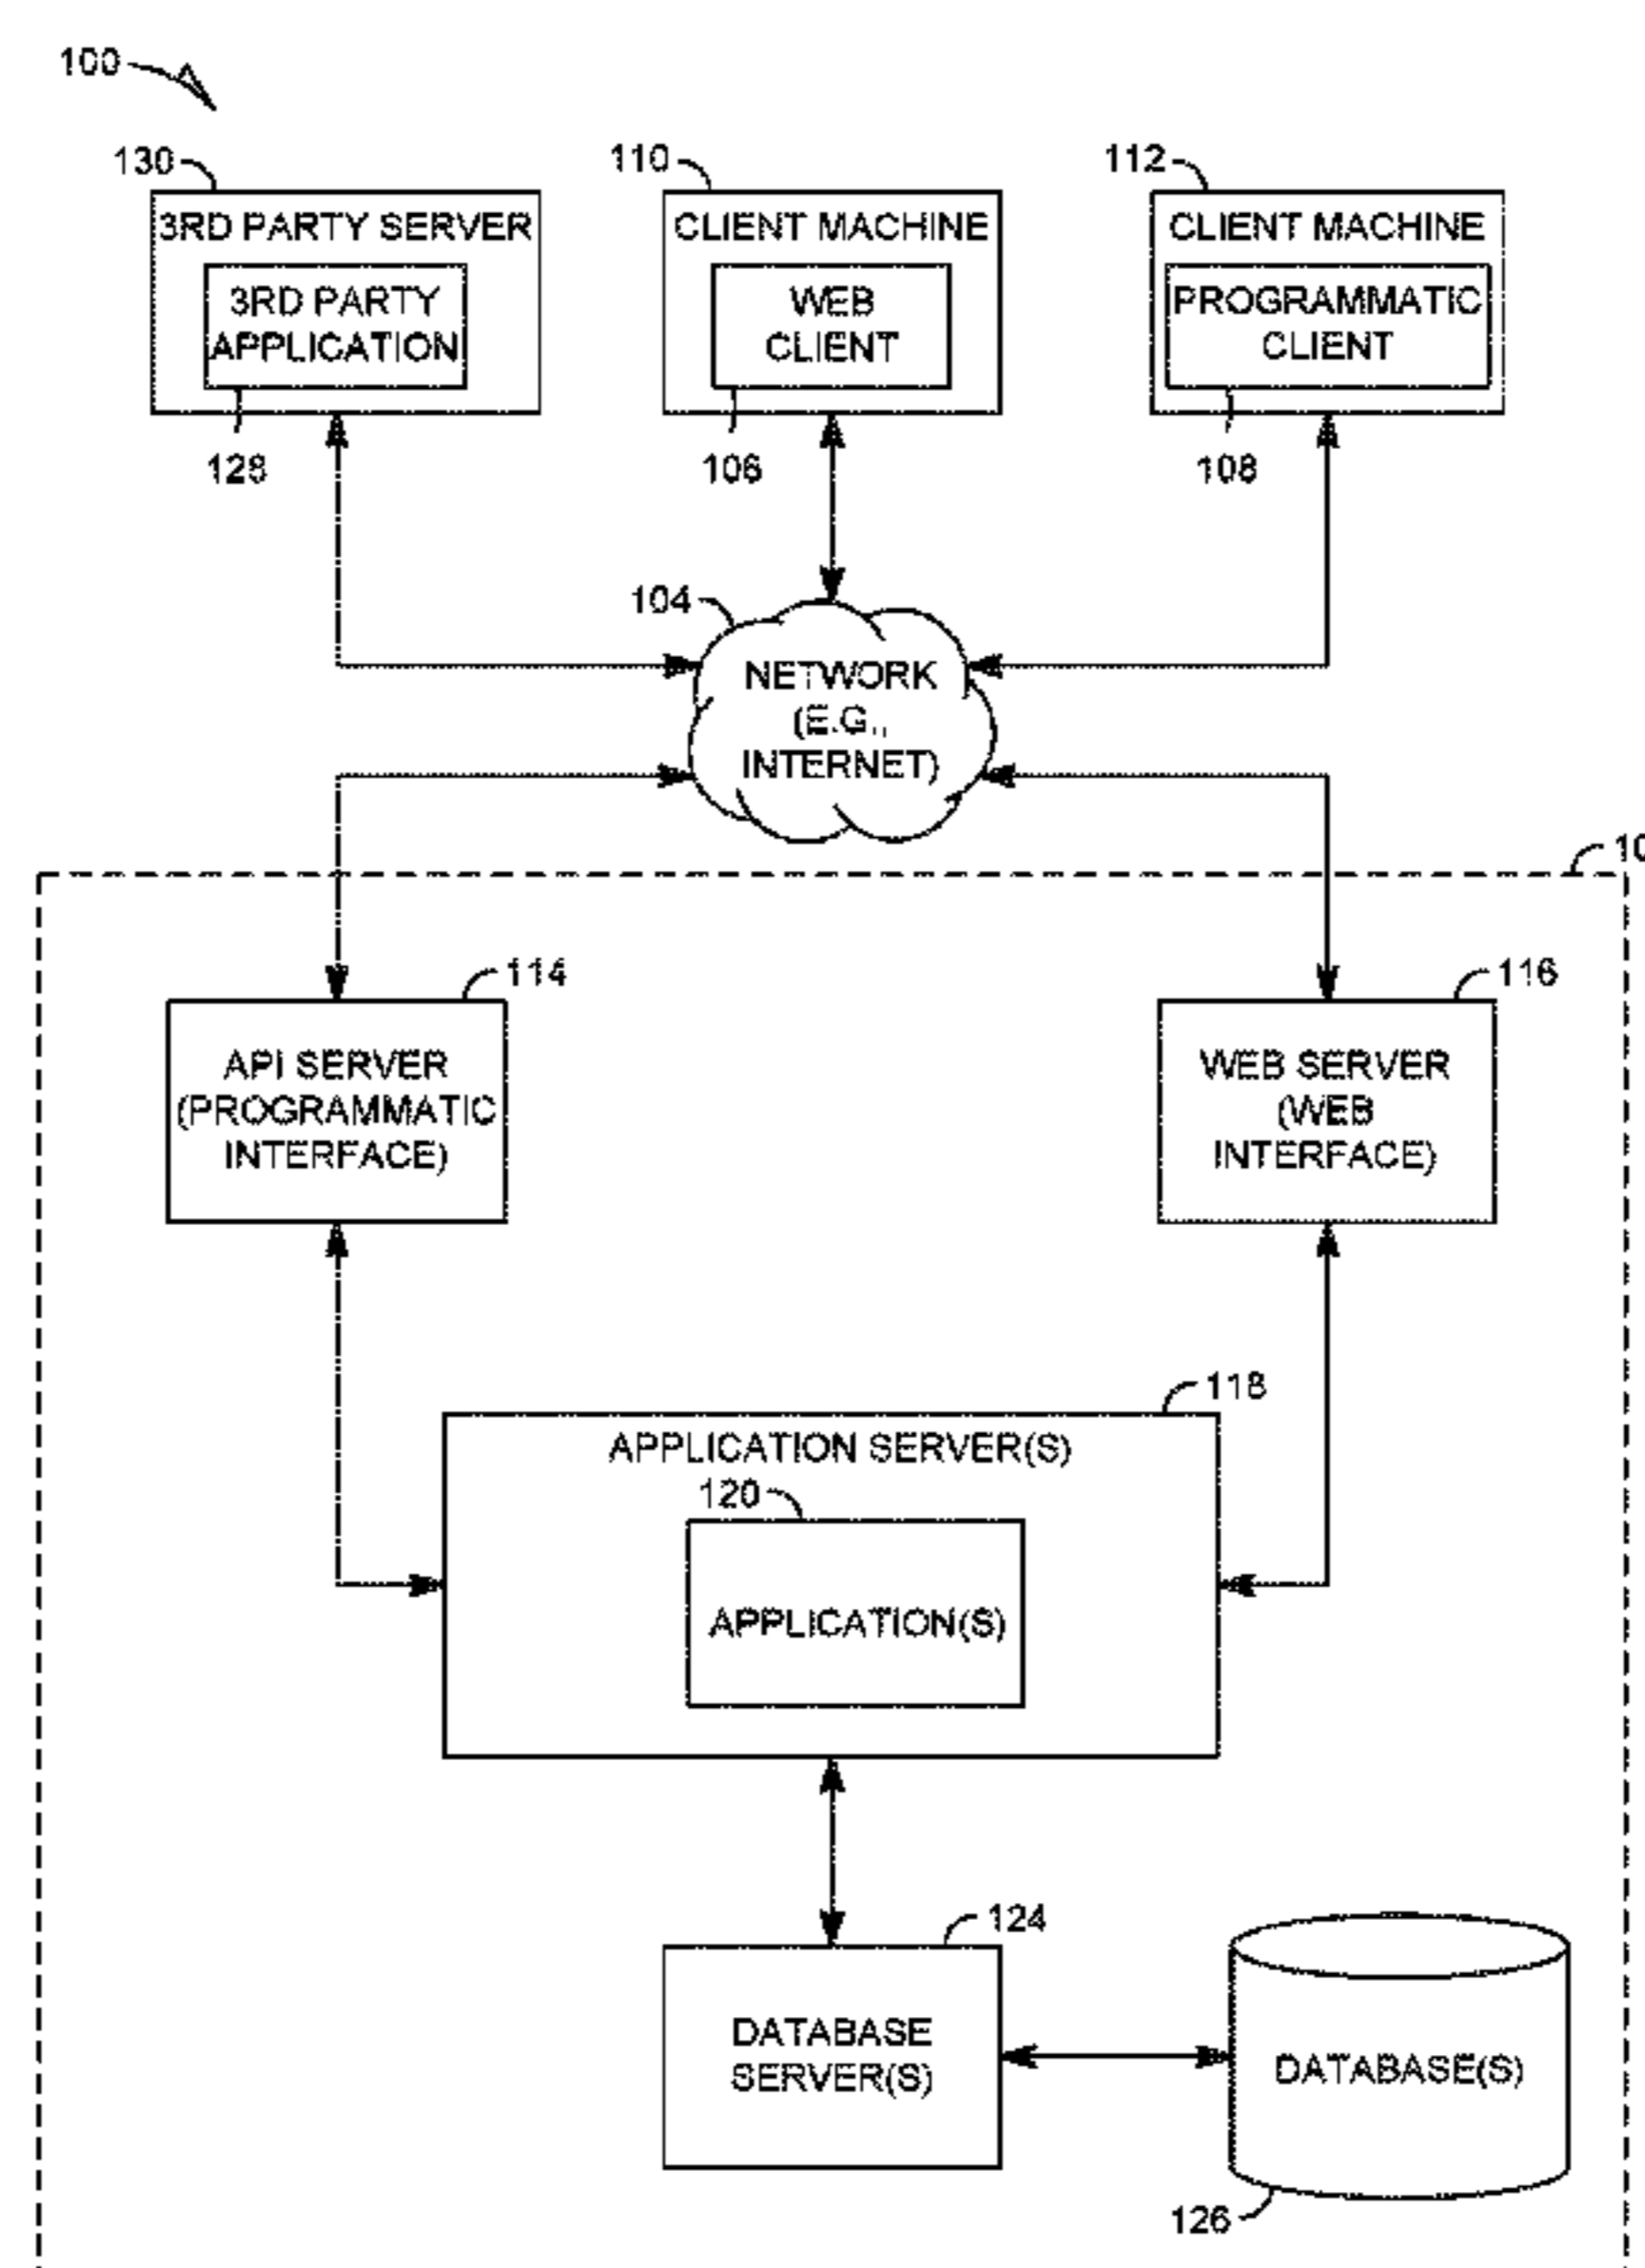 100
130
110
112
3RD PARTY SERVER
CLIENT MACHINE
CLIENT MACHINE
3RD PARTY
APPLICATION
WEB
CLIENT
PROGRAMMATIC
CLIENT
128
106
108
104
NETWORK
(E.G.,
INTERNET)
114
116
API SERVER
(PROGRAMMATIC
INTERFACE)
WEB SERVER
(WEB
INTERFACE)
118
APPLICATION SERVER(S)
120
APPLICATION(S)
124
DATABASE
SERVER(S)
DATABASE(S)
126